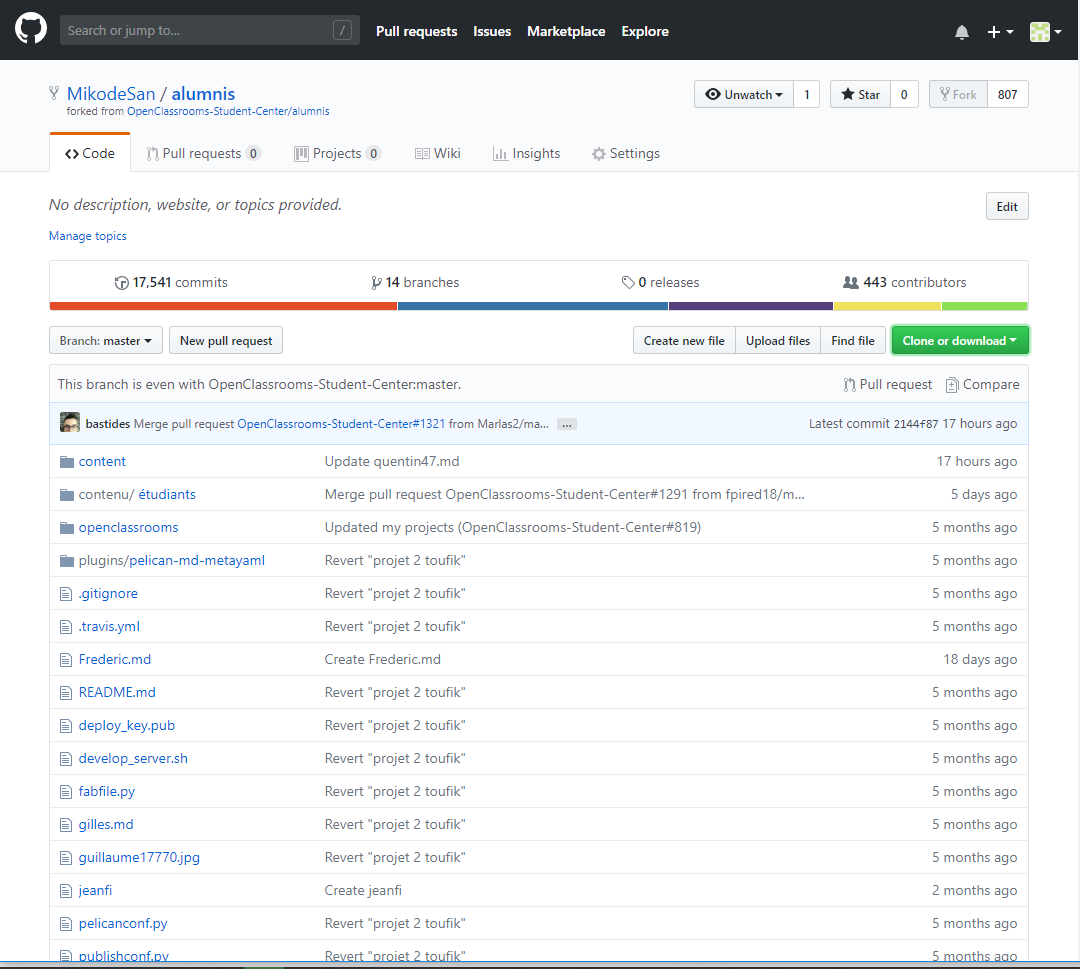 Search or jump to... / Pull requests Issues Marketplace Explore
MikodeSan / alumnis Unwatch 1 Star 0 Fork 807
forked from OpenClassrooms-Student-Center/alumnis
Code Pull requests 0 Projects 0 Wiki Insights Settings
No description, website, or topics provided. Edit
Manage topics
17,541 commits 14 branches 0 releases 443 contributors
Branch: master New pull request Create new file Upload files Find file Clone or download
This branch is even with OpenClassrooms-Student-Center:master. Pull request Compare
bastides Merge pull request OpenClassrooms-Student-Center#1321 from Marlas2/ma... ... Latest commit 2144f87 17 hours ago
content Update quentin47.md 17 hours ago
contenu/ étudiants Merge pull request OpenClassrooms-Student-Center#1291 from fpired18/m... 5 days ago
openclassrooms Updated my projects (OpenClassrooms-Student-Center#819) 5 months ago
plugins/pelican-md-metayaml Revert "projet 2 toufik" 5 months ago
.gitignore Revert "projet 2 toufik" 5 months ago
.travis.yml Revert "projet 2 toufik" 5 months ago
Frederic.md Create Frederic.md 18 days ago
README.md Revert "projet 2 toufik" 5 months ago
deploy_key.pub Revert "projet 2 toufik" 5 months ago
develop_server.sh Revert "projet 2 toufik" 5 months ago
fabfile.py Revert "projet 2 toufik" 5 months ago
gilles.md Revert "projet 2 toufik" 5 months ago
guillaume17770.jpg Revert "projet 2 toufik" 5 months ago
jeanfi Create jeanfi 2 months ago
pelicanconf.py Revert "projet 2 toufik" 5 months ago
publishconf.py Revert "projet 2 toufik" 5 months ago